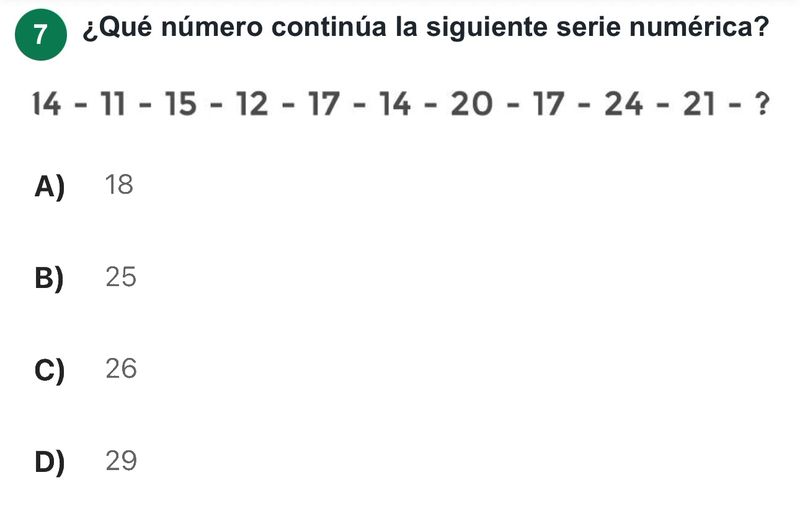 7 ¿Qué número continúa la siguiente serie numérica?
14 - 11 - 15 - 12 - 17 - 14 - 20 - 17 - 24 - 21 - ?
A) 18
B) 25
C) 26
D) 29